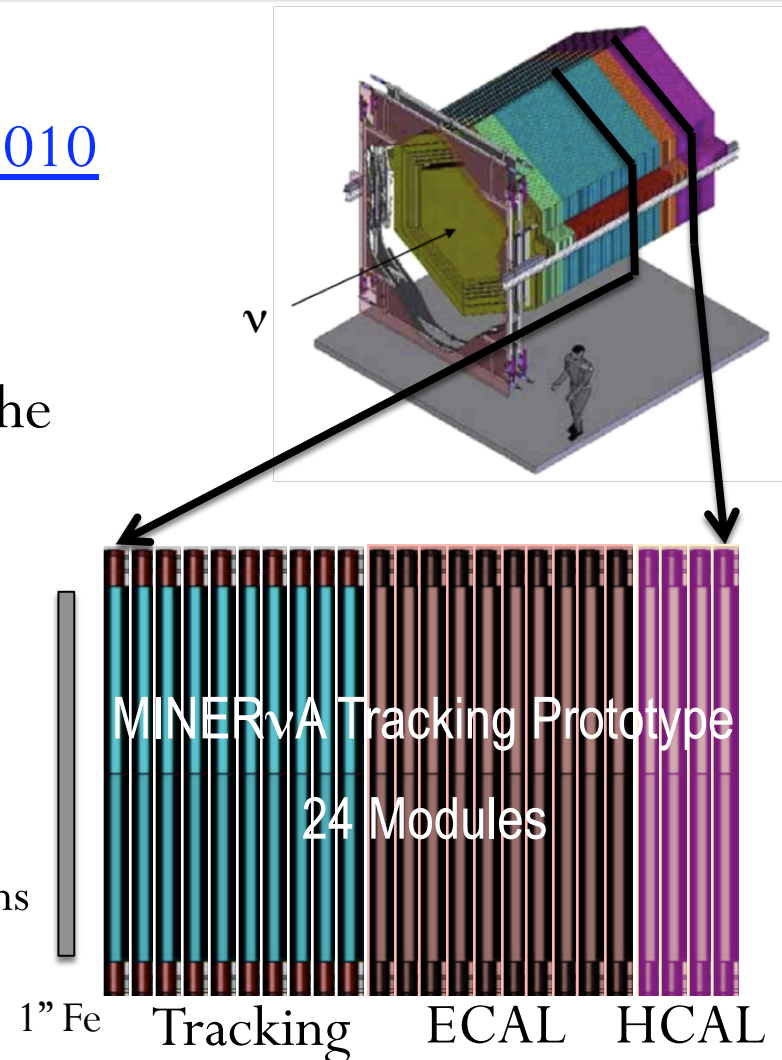 010
ν
he
MINERνA Tracking Prototype
24 Modules
ns
1” Fe
Tracking
ECAL
HCAL